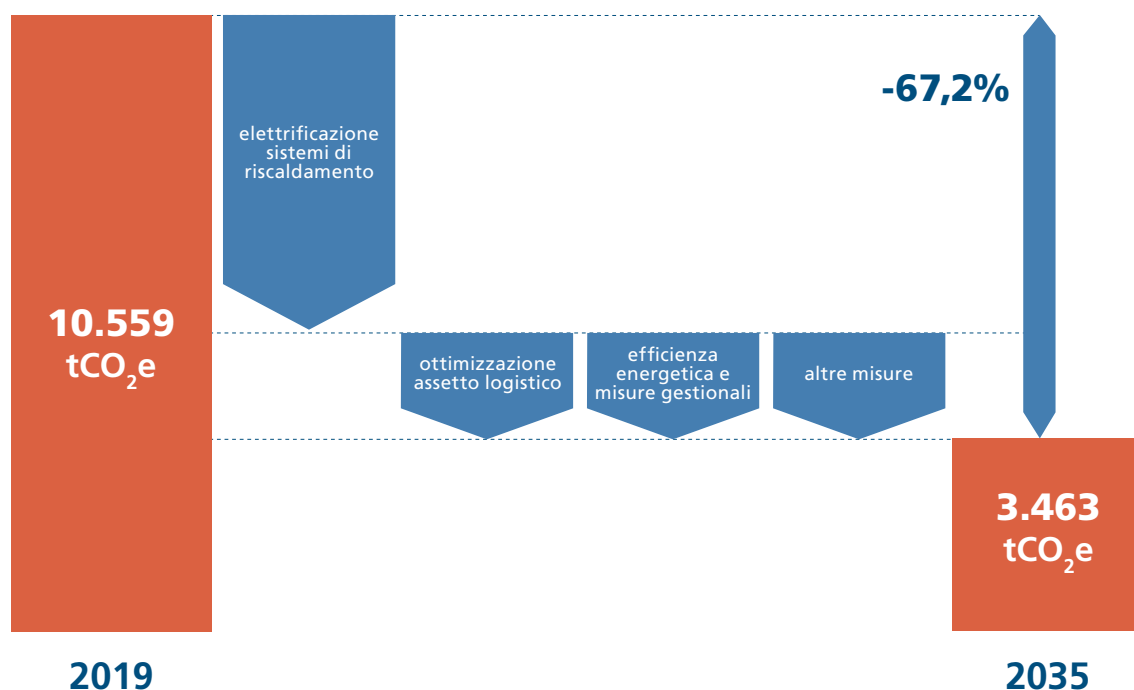 -67,2%
elettrificazione
sistemi di
riscaldamento
10.559
tCO₂e
ottimizzazione
assetto logistico
efficienza
energetica e
misure gestionali
altre misure
3.463
tCO₂e
2019
2035